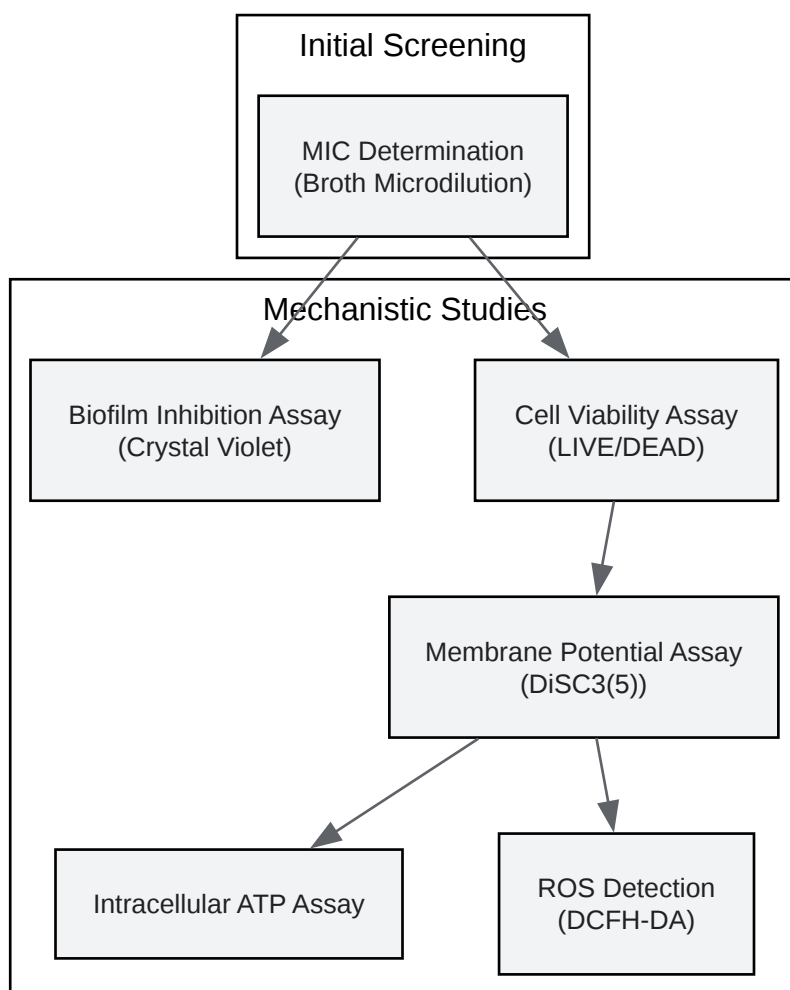 Initial Screening
MIC Determination
(Broth Microdilution)
Mechanistic Studies
Biofilm Inhibition Assay
(Crystal Violet)
Cell Viability Assay
(LIVE/DEAD)
Membrane Potential Assay
(DiSC3(5))
Intracellular ATP Assay
ROS Detection
(DCFH-DA)